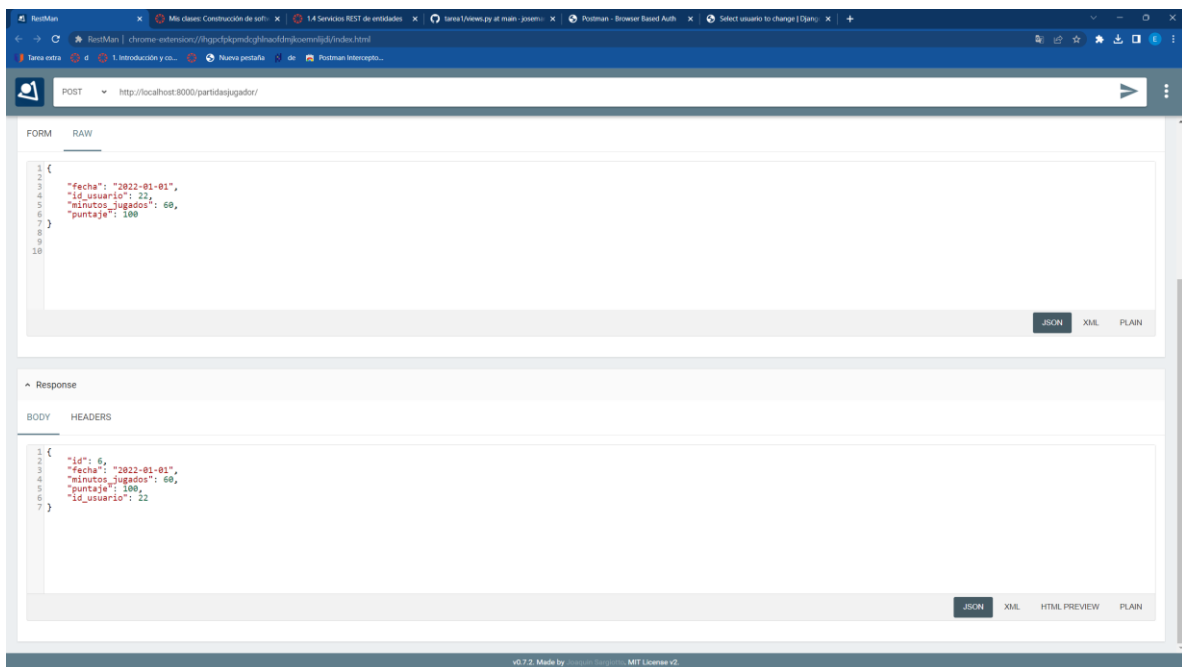 RestMan
Mis clases: Construcción de softw
1.4 Servicios REST de entidades
tarea1/views.py at main · josem
Postman - Browser Based Auth
Select usuario to change | Djang
RestMan | chrome-extension://ihgpcfpkpmdcghlnaofdmjkoemnlijdi/index.html
Tarea extra d 1. Introducción y co... Nueva pestaña de Postman Intercepto...
POST http://localhost:8000/partidasjugador/
FORM RAW
1 {
2
3 "fecha": "2022-01-01",
4 "id_usuario": 22,
5 "minutos_jugados": 60,
6 "puntaje": 100
7 }
8
9
10
JSON XML PLAIN
Response
BODY HEADERS
1 {
2 "id": 6,
3 "fecha": "2022-01-01",
4 "minutos_jugados": 60,
5 "puntaje": 100,
6 "id_usuario": 22
7 }
JSON XML HTML PREVIEW PLAIN
v0.7.2. Made by Joaquin Sangiorgio. MIT License v2.